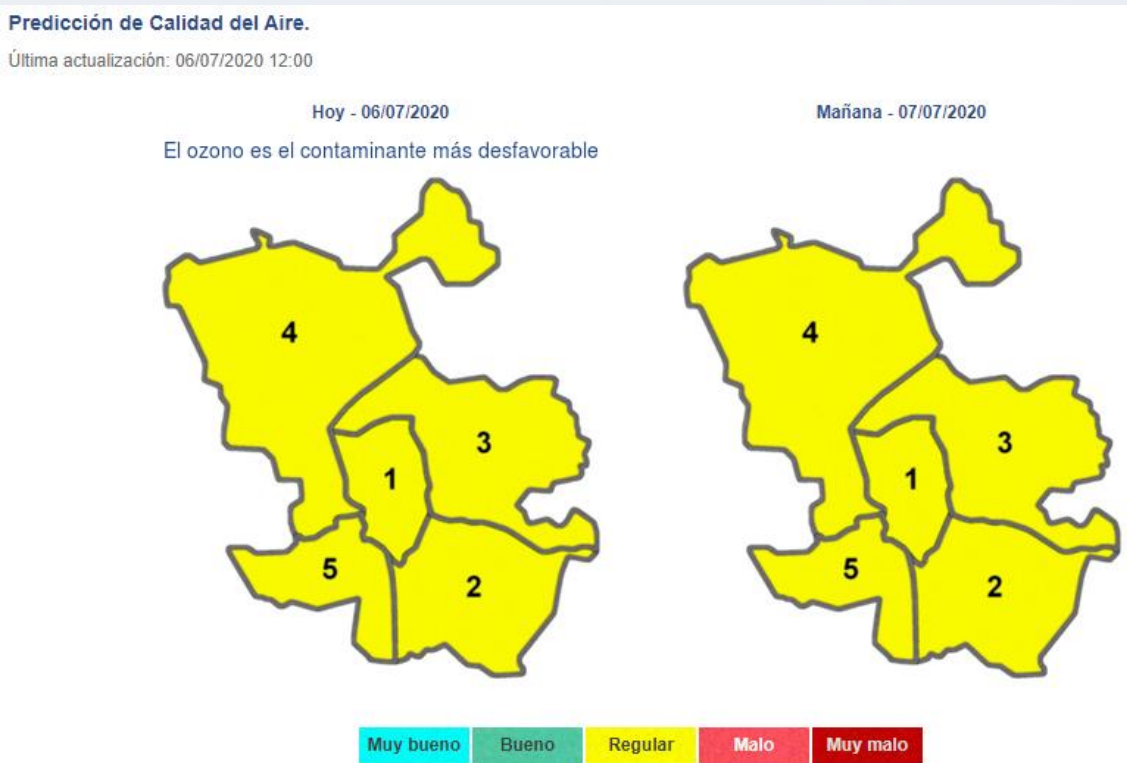 Predicción de Calidad del Aire.
Última actualización: 06/07/2020 12:00
Hoy - 06/07/2020
Mañana - 07/07/2020
El ozono es el contaminante más desfavorable
4
3
1
5
2
4
3
1
5
2
Muy bueno
Bueno
Regular
Malo
Muy malo